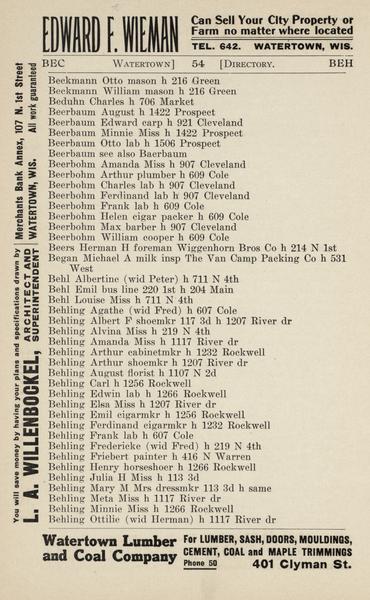 EDWARD F. WIEMAN
Can Sell Your City Property or
Farm no matter where located
TEL. 642. WATERTOWN, WIS.
BEC WATERTOWN] 54 [DIRECTORY. BEH
Beekmann Otto mason h 216 Green
Beekmann William mason h 216 Green
Beduhn Charles h 706 Market
Beerbaum August h 1422 Prospect
Beerbaum Edward carp h 921 Cleveland
Beerbaum Minnie Miss h 1422 Prospect
Beerbaum Otto lab h 1506 Prospect
Beerbaum see also Baerbaum
Beerbohm Amanda Miss h 907 Cleveland
Beerbohm Arthur plumber h 609 Cole
Beerbohm Charles lab h 907 Cleveland
Beerbohm Ferdinand lab h 907 Cleveland
Beerbohm Frank lab h 609 Cole
Beerbohm Helen cigar packer h 609 Cole
Beerbohm Max barber h 907 Cleveland
Beerbohm William cooper h 609 Cole
Beers Herman H foreman Wiggenhorn Bros Co h 214 N 1st
Began Michael A milk insp The Van Camp Packing Co h 531
West
Behl Albertine (wid Peter) h 711 N 4th
Behl Emil bus line 220 1st h 204 Main
Behl Louise Miss h 711 N 4th
Behling Agathe (wid Fred) h 607 Cole
Behling Albert F shoemkr 117 3d h 1207 River dr
Behling Alvina Miss h 219 N 4th
Behling Amanda Miss h 1117 River dr
Behling Arthur cabinetmkr h 1232 Rockwell
Behling Arthur shoemkr h 1207 River dr
Behling August florist h 1107 N 2d
Behling Carl h 1256 Rockwell
Behling Edwin lab h 1266 Rockwell
Behling Elsa Miss h 1207 River dr
Behling Emil cigarmkr h 1256 Rockwell
Behling Ferdinand cigarmkr h 1232 Rockwell
Behling Frank lab h 607 Cole
Behling Fredericke (wid Fred) h 219 N 4th
Behling Friebert painter h 416 N Warren
Behling Henry horseshoer h 1266 Rockwell
Behling Julia H Miss h 113 3d
Behling Mary M Mrs dressmkr 113 3d h same
Behling Meta Miss h 1117 River dr
Behling Minnie Miss h 1266 Rockwell
Behling Ottilie (wid Herman) h 1117 River dr
You will save money by having your plans and specifications drawn by
L. A. WILLENBOCKEL, ARCHITECT AND
SUPERINTENDENT
Merchants Bank Annex, 107 N. 1st Street
WATERTOWN, WIS. All work guaranteed
Watertown Lumber
and Coal Company
For LUMBER, SASH, DOORS, MOULDINGS,
CEMENT, COAL and MAPLE TRIMMINGS
Phone 50 401 Clyman St.